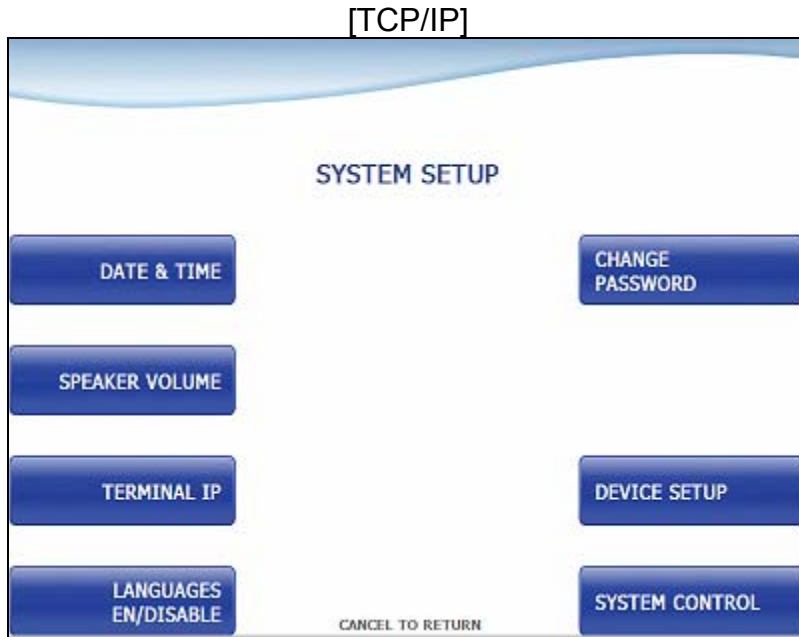 [TCP/IP]
SYSTEM SETUP
DATE & TIME
CHANGE
PASSWORD
SPEAKER VOLUME
TERMINAL IP
DEVICE SETUP
LANGUAGES
EN/DISABLE
SYSTEM CONTROL
CANCEL TO RETURN